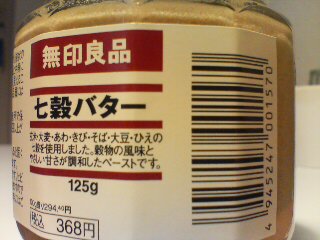 無印良品
七穀バター
玄米・大麦・あわ・きび・そば・大豆・ひえの
七穀を使用しました。穀物の風味と
やさしい甘さが調和したペーストです。
125g
税込 368円
4945247001570